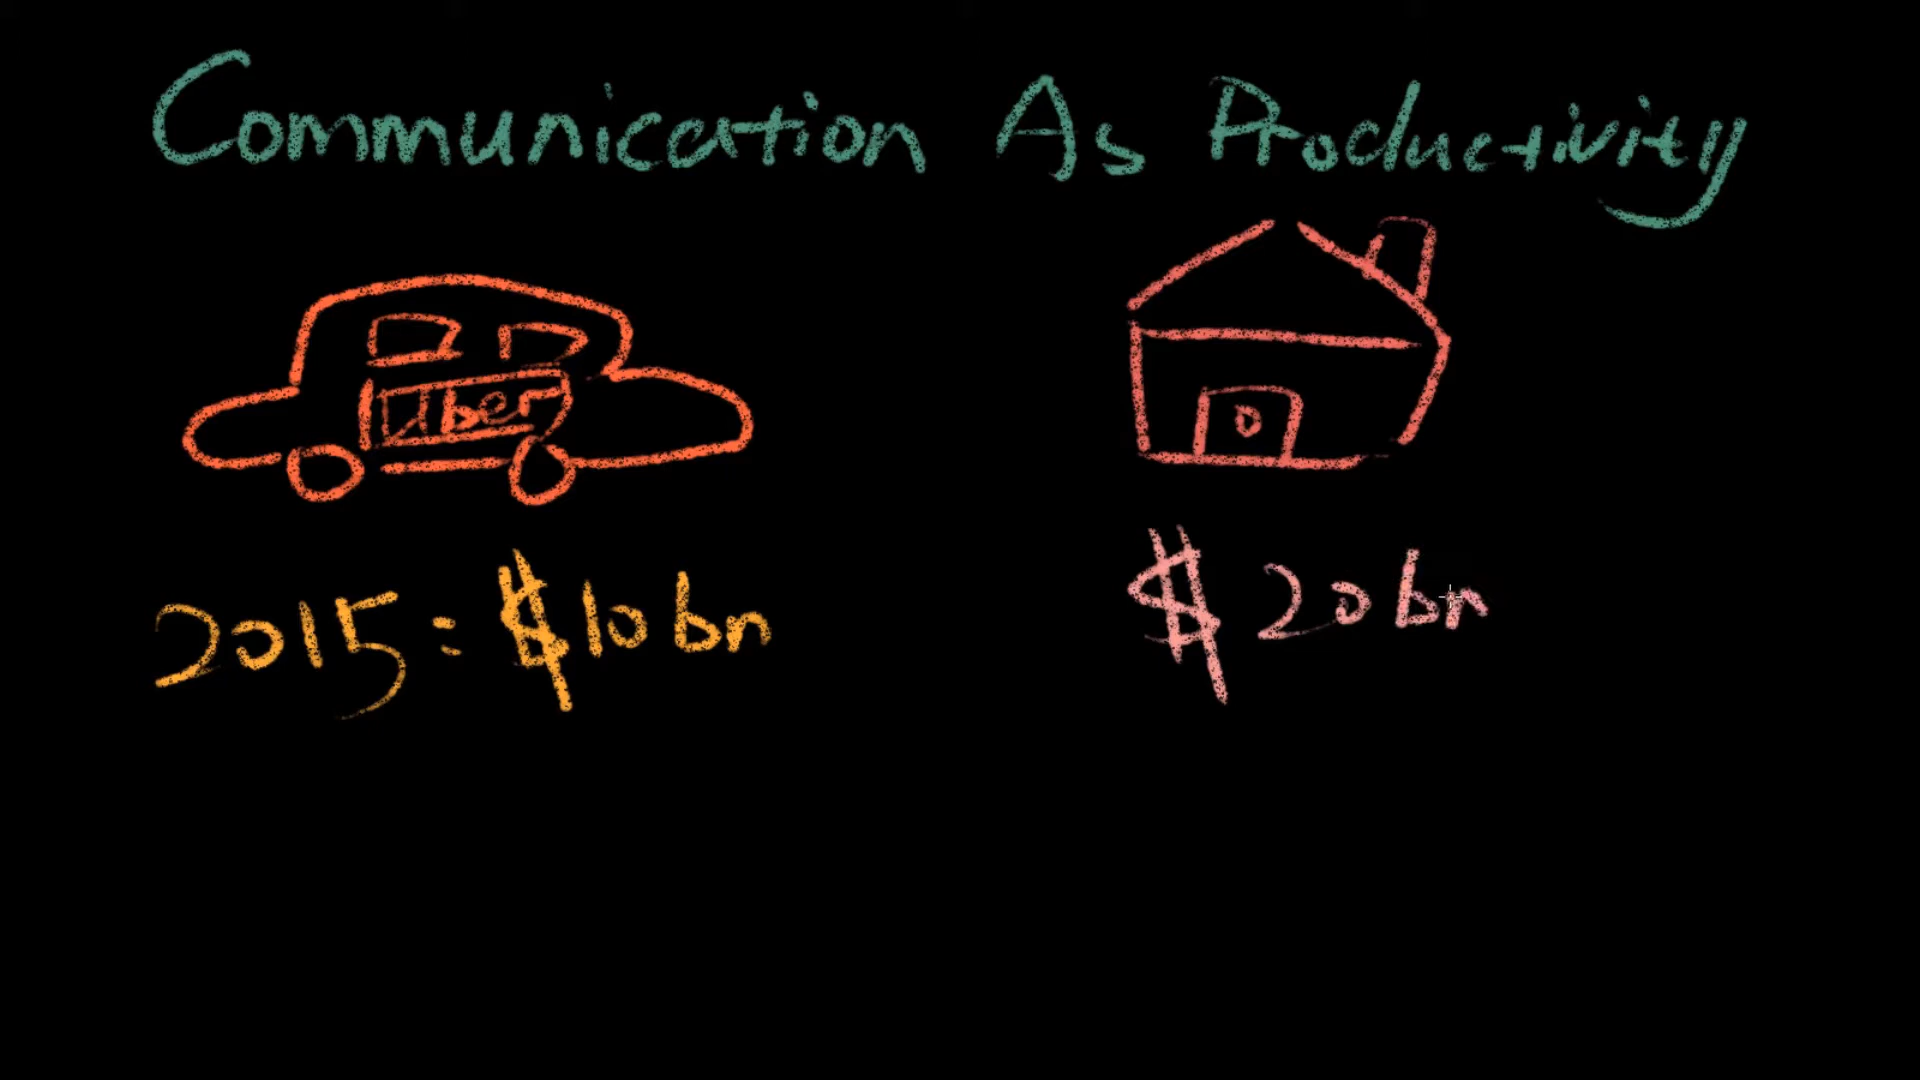 Communication As Productivity
Uber
2015 = $10bn
$20bn